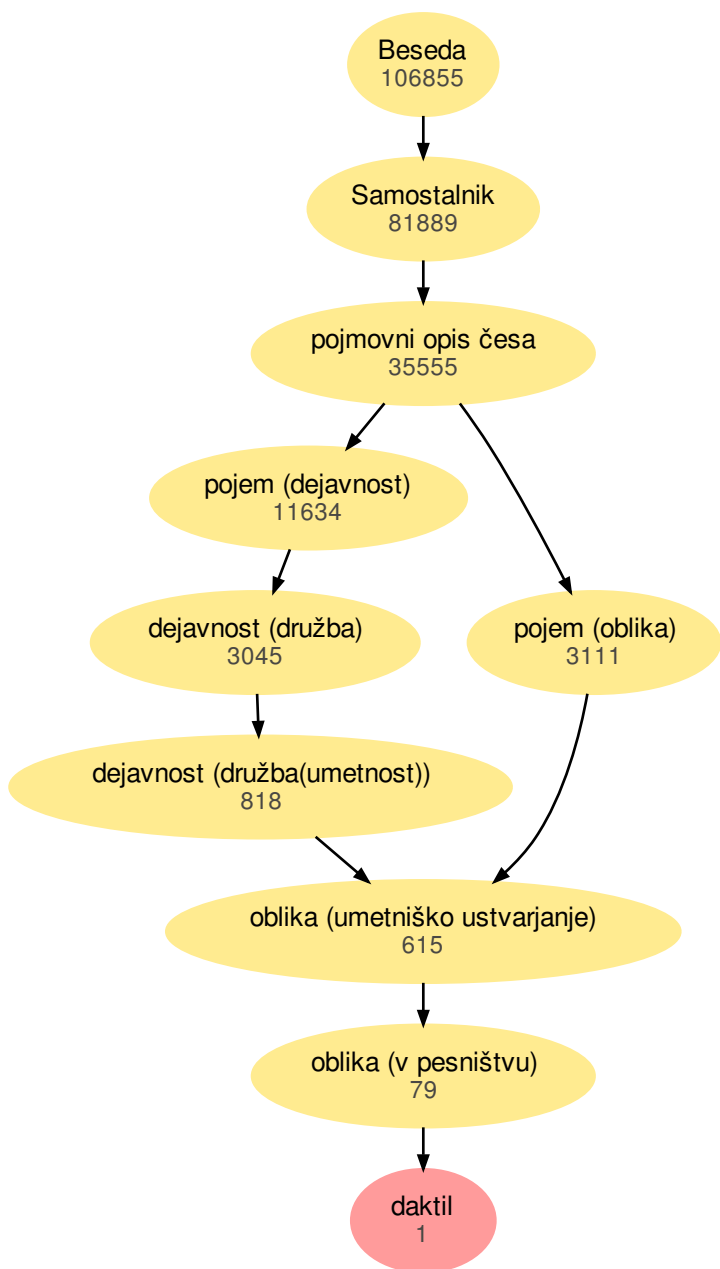 Beseda
106855
Samostalnik
81889
pojmovni opis česa
35555
pojem (dejavnost)
11634
dejavnost (družba)
3045
pojem (oblika)
3111
dejavnost (družba(umetnost))
818
oblika (umetniško ustvarjanje)
615
oblika (v pesništvu)
79
daktil
1